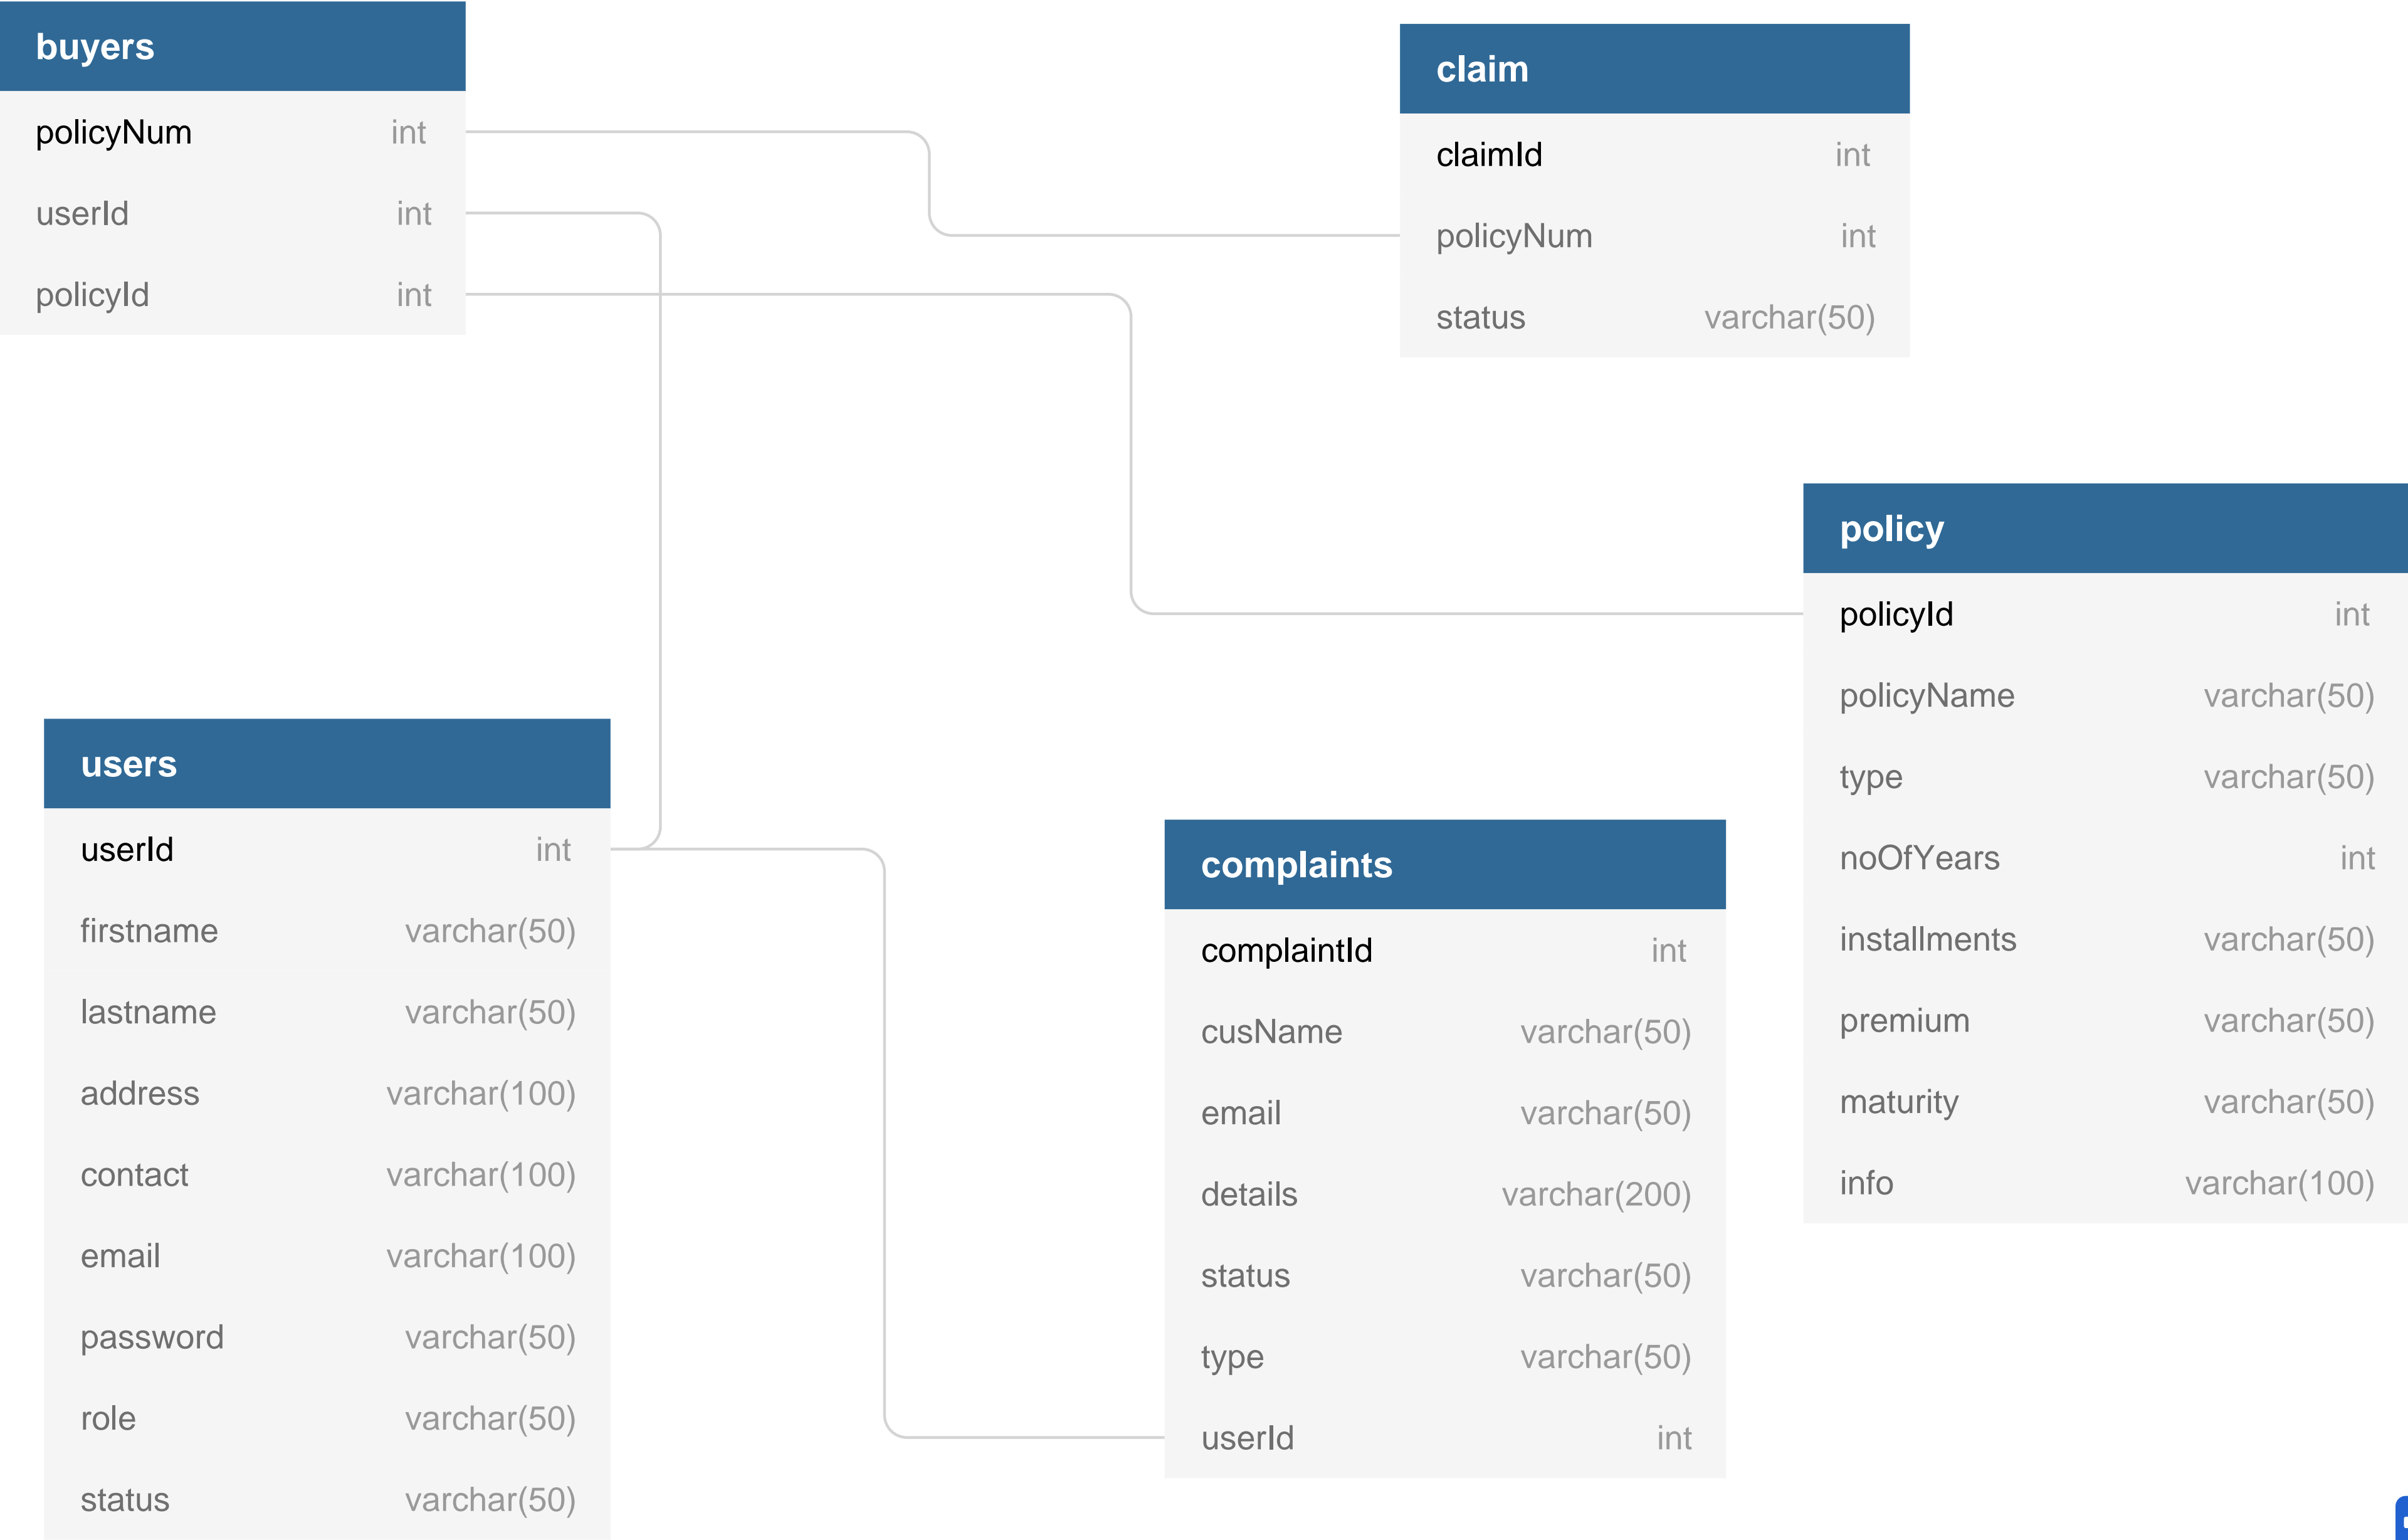 buyers
policyNum int
userId int
policyId int
claim
claimId int
policyNum int
status varchar(50)
policy
policyId int
policyName varchar(50)
type varchar(50)
noOfYears int
installments varchar(50)
premium varchar(50)
maturity varchar(50)
info varchar(100)
users
userId int
firstname varchar(50)
lastname varchar(50)
address varchar(100)
contact varchar(100)
email varchar(100)
password varchar(50)
role varchar(50)
status varchar(50)
complaints
complaintId int
cusName varchar(50)
email varchar(50)
details varchar(200)
status varchar(50)
type varchar(50)
userId int